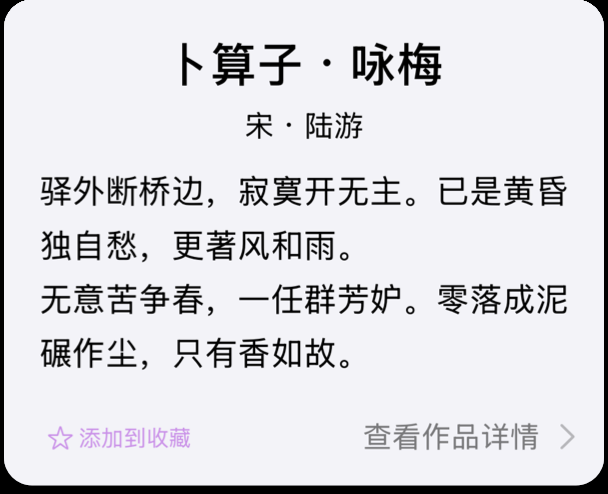 卜算子·咏梅
宋·陆游
驿外断桥边，寂寞开无主。已是黄昏
独自愁，更著风和雨。
无意苦争春，一任群芳妒。零落成泥
碾作尘，只有香如故。
添加到收藏
查看作品详情